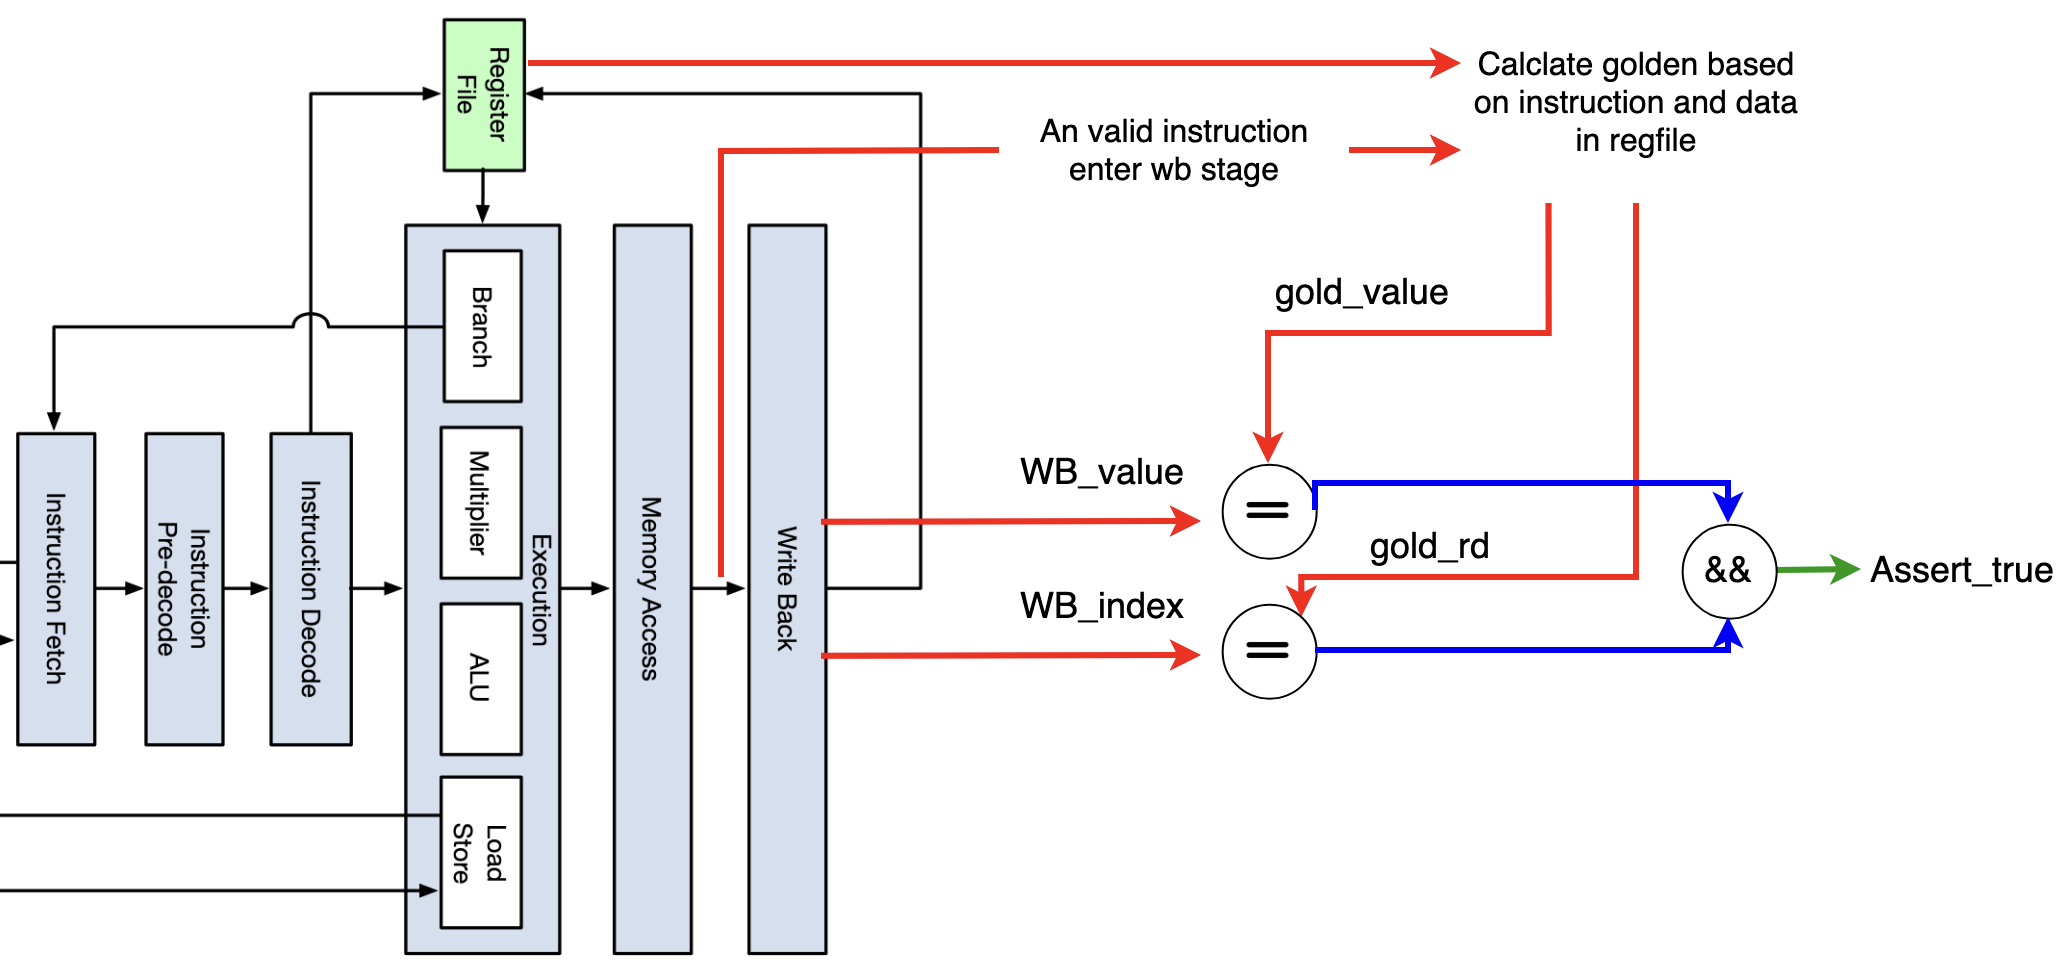 Register
File
Calclate golden based
on instruction and data
in regfile
An valid instruction
enter wb stage
Branch
gold_value
Multiplier
WB_value
Instruction Fetch
Instruction
Pre-decode
Instruction Decode
Execution
Memory Access
Write Back
=
gold_rd
&&
Assert_true
WB_index
=
ALU
Load
Store